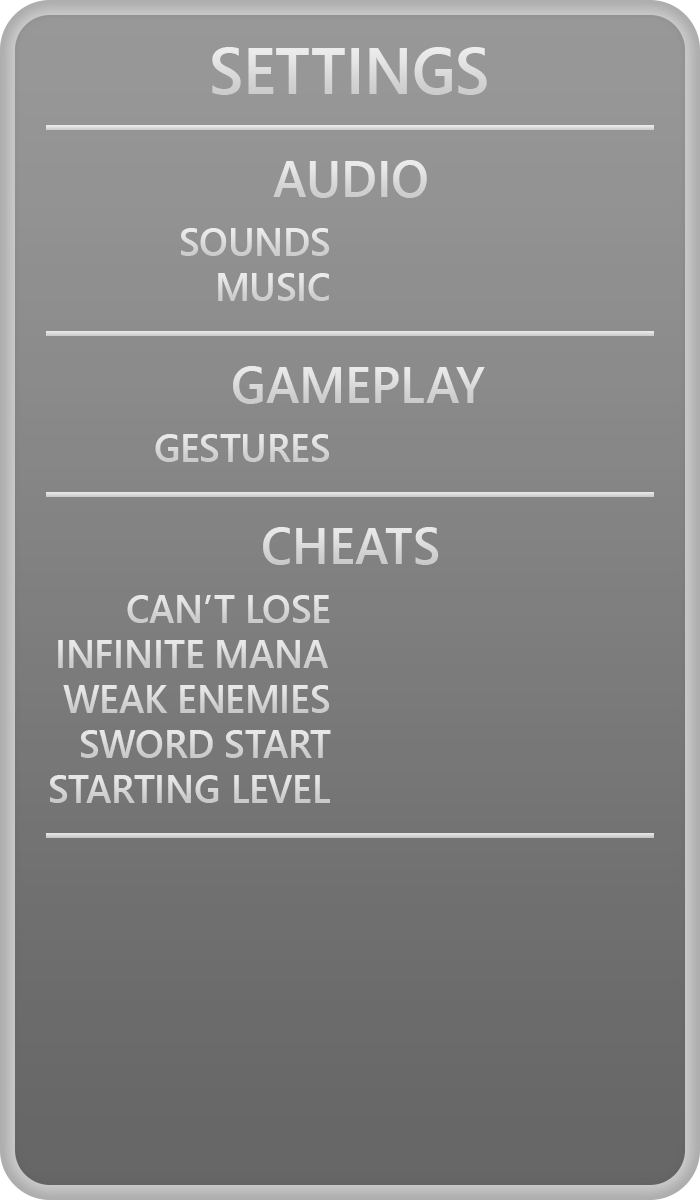 SETTINGS
AUDIO
SOUNDS
MUSIC
GAMEPLAY
GESTURES
CHEATS
CAN’T LOSE
INFINITE MANA
WEAK ENEMIES
SWORD START
STARTING LEVEL